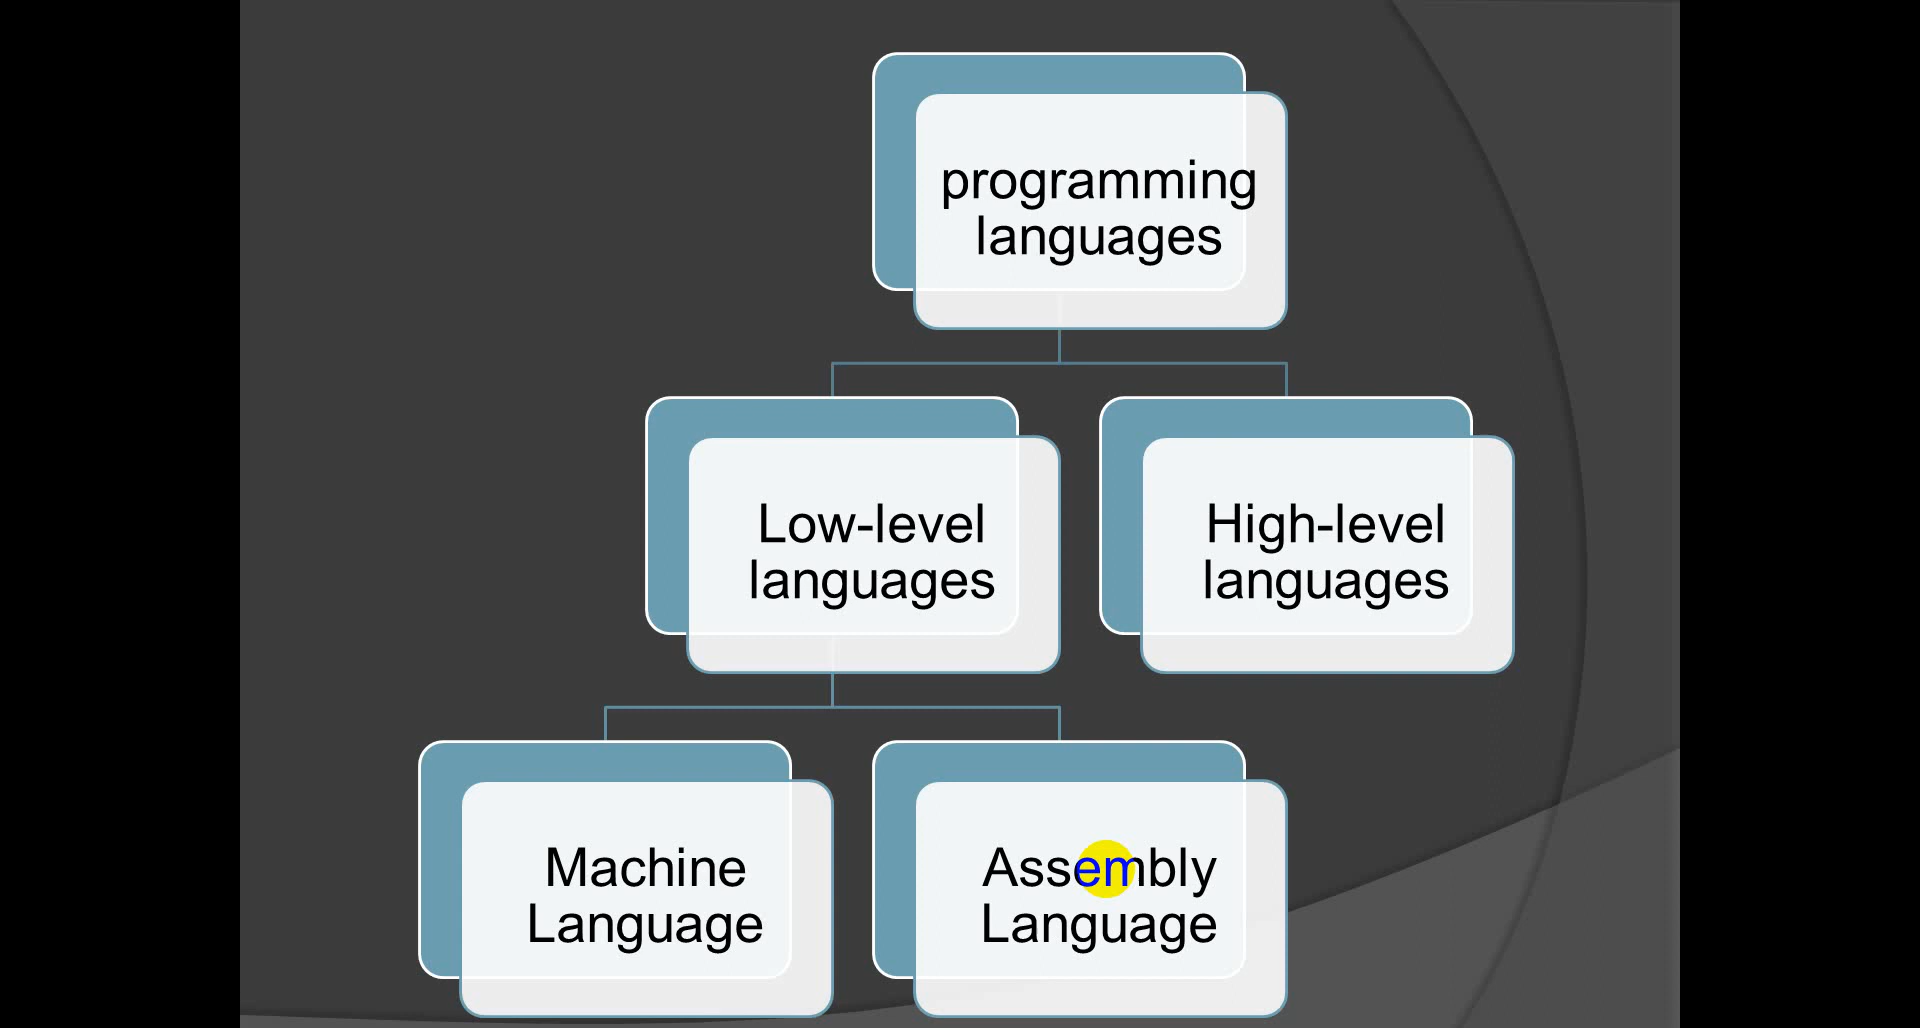 programming
languages
Low-level
languages
High-level
languages
Machine
Language
Assembly
Language